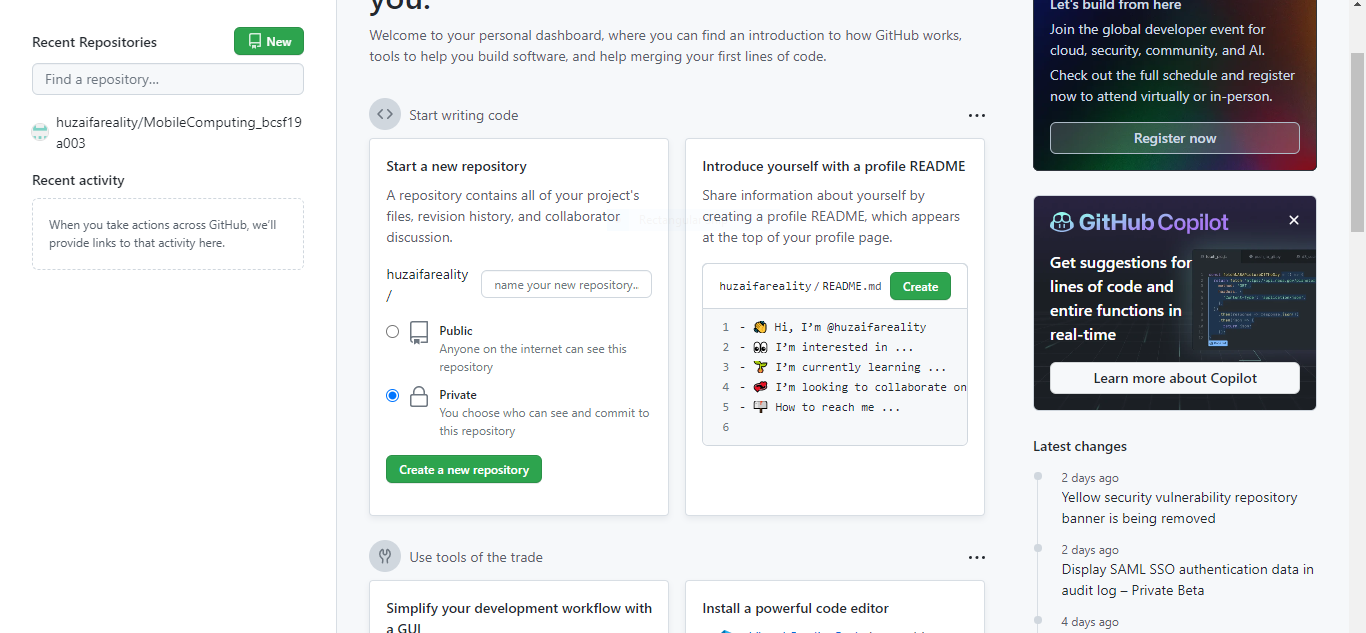 you.
Recent Repositories
New
Find a repository...
huzaifareality/MobileComputing_bcsf19
a003
Recent activity
When you take actions across GitHub, we'll
provide links to that activity here.
Welcome to your personal dashboard, where you can find an introduction to how GitHub works,
tools to help you build software, and help merging your first lines of code.
Start writing code
Start a new repository
A repository contains all of your project's
files, revision history, and collaborator
discussion.
huzaifareality
/
name your new repository..
Public
Anyone on the internet can see this
repository
Private
You choose who can see and commit to
this repository
Create a new repository
Introduce yourself with a profile README
Share information about yourself by
creating a profile README, which appears
at the top of your profile page.
huzaifareality / README.md
Create
1 - 👋 Hi, I'm @huzaifareality
2 - 👀 I'm interested in ...
3 - 🌱 I'm currently learning ...
4 - 💞️ I'm looking to collaborate on
5 - 📫 How to reach me ...
6
Use tools of the trade
Simplify your development workflow with
a GUI
Install a powerful code editor
Let's build from here
Join the global developer event for
cloud, security, community, and AI.
Check out the full schedule and register
now to attend virtually or in-person.
Register now
GitHub Copilot
Get suggestions for
lines of code and
entire functions in
real-time
Learn more about Copilot
Latest changes
2 days ago
Yellow security vulnerability repository
banner is being removed
2 days ago
Display SAML SSO authentication data in
audit log – Private Beta
4 days ago